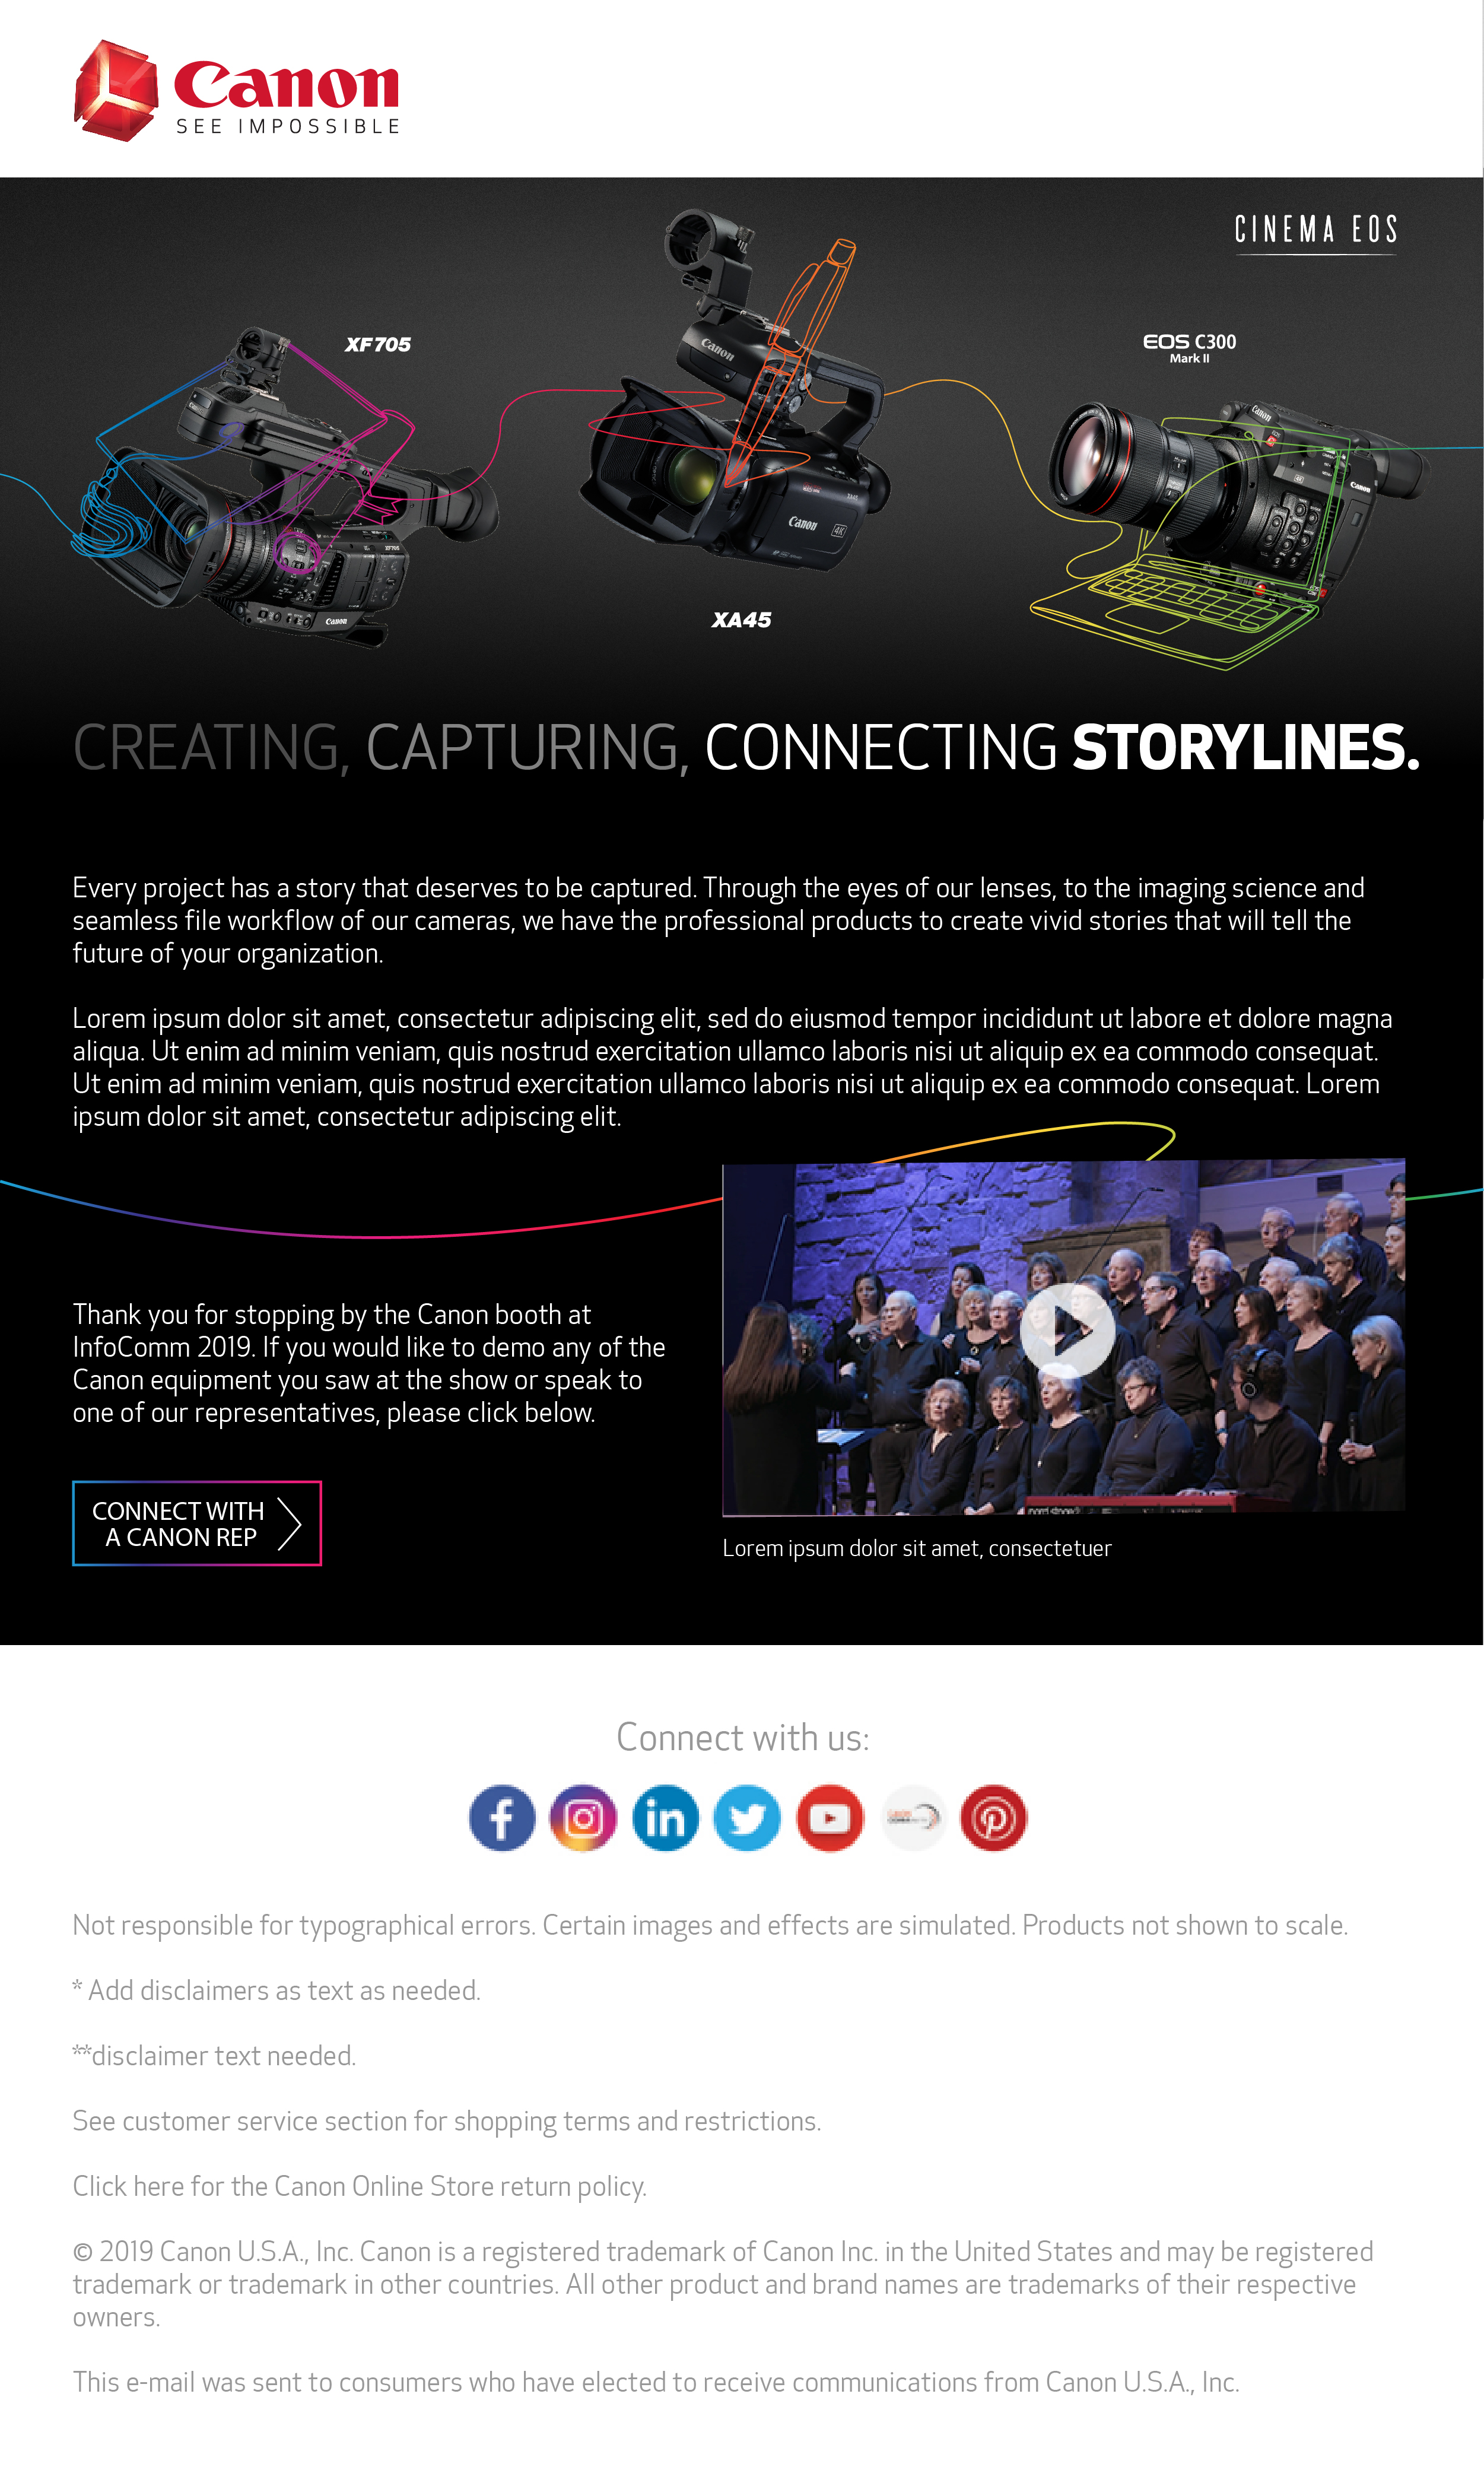 Canon
SEE IMPOSSIBLE
CINEMA EOS
XF705
EOS C300
Mark II
Canon
Canon
Canon
Canon
4K
XF705
Canon
XA45
CREATING, CAPTURING, CONNECTING STORYLINES.
Every project has a story that deserves to be captured. Through the eyes of our lenses, to the imaging science and
seamless file workflow of our cameras, we have the professional products to create vivid stories that will tell the
future of your organization.
Lorem ipsum dolor sit amet, consectetur adipiscing elit, sed do eiusmod tempor incididunt ut labore et dolore magna
aliqua. Ut enim ad minim veniam, quis nostrud exercitation ullamco laboris nisi ut aliquip ex ea commodo consequat.
Ut enim ad minim veniam, quis nostrud exercitation ullamco laboris nisi ut aliquip ex ea commodo consequat. Lorem
ipsum dolor sit amet, consectetur adipiscing elit.
Thank you for stopping by the Canon booth at
InfoComm 2019. If you would like to demo any of the
Canon equipment you saw at the show or speak to
one of our representatives, please click below.
CONNECT WITH
A CANON REP
Lorem ipsum dolor sit amet, consectetuer
Connect with us:
Not responsible for typographical errors. Certain images and effects are simulated. Products not shown to scale.
* Add disclaimers as text as needed.
**disclaimer text needed.
See customer service section for shopping terms and restrictions.
Click here for the Canon Online Store return policy.
© 2019 Canon U.S.A., Inc. Canon is a registered trademark of Canon Inc. in the United States and may be registered
trademark or trademark in other countries. All other product and brand names are trademarks of their respective
owners.
This e-mail was sent to consumers who have elected to receive communications from Canon U.S.A., Inc.